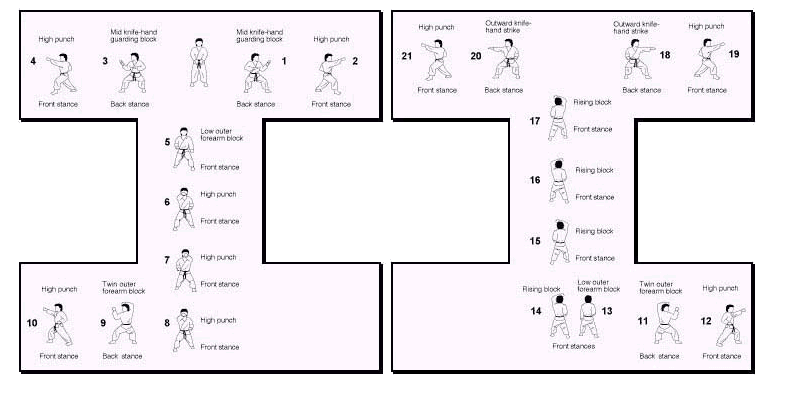 High punch
4
Front stance
Mid knife-hand
guarding block
3
Back stance
Mid knife-hand
guarding block
1
Back stance
High punch
2
Front stance
5
Low outer
forearm block
Front stance
6
High punch
Front stance
7
High punch
Front stance
8
High punch
Front stance
Twin outer
forearm block
9
Back stance
High punch
10
Front stance
High punch
21
Front stance
Outward knife-
hand strike
20
Back stance
Outward knife-
hand strike
18
Back stance
High punch
19
Front stance
17
Rising block
Front stance
16
Rising block
Front stance
15
Rising block
Front stance
Rising block
14
Low outer
forearm block
13
Front stances
Twin outer
forearm block
11
Back stance
High punch
12
Front stance